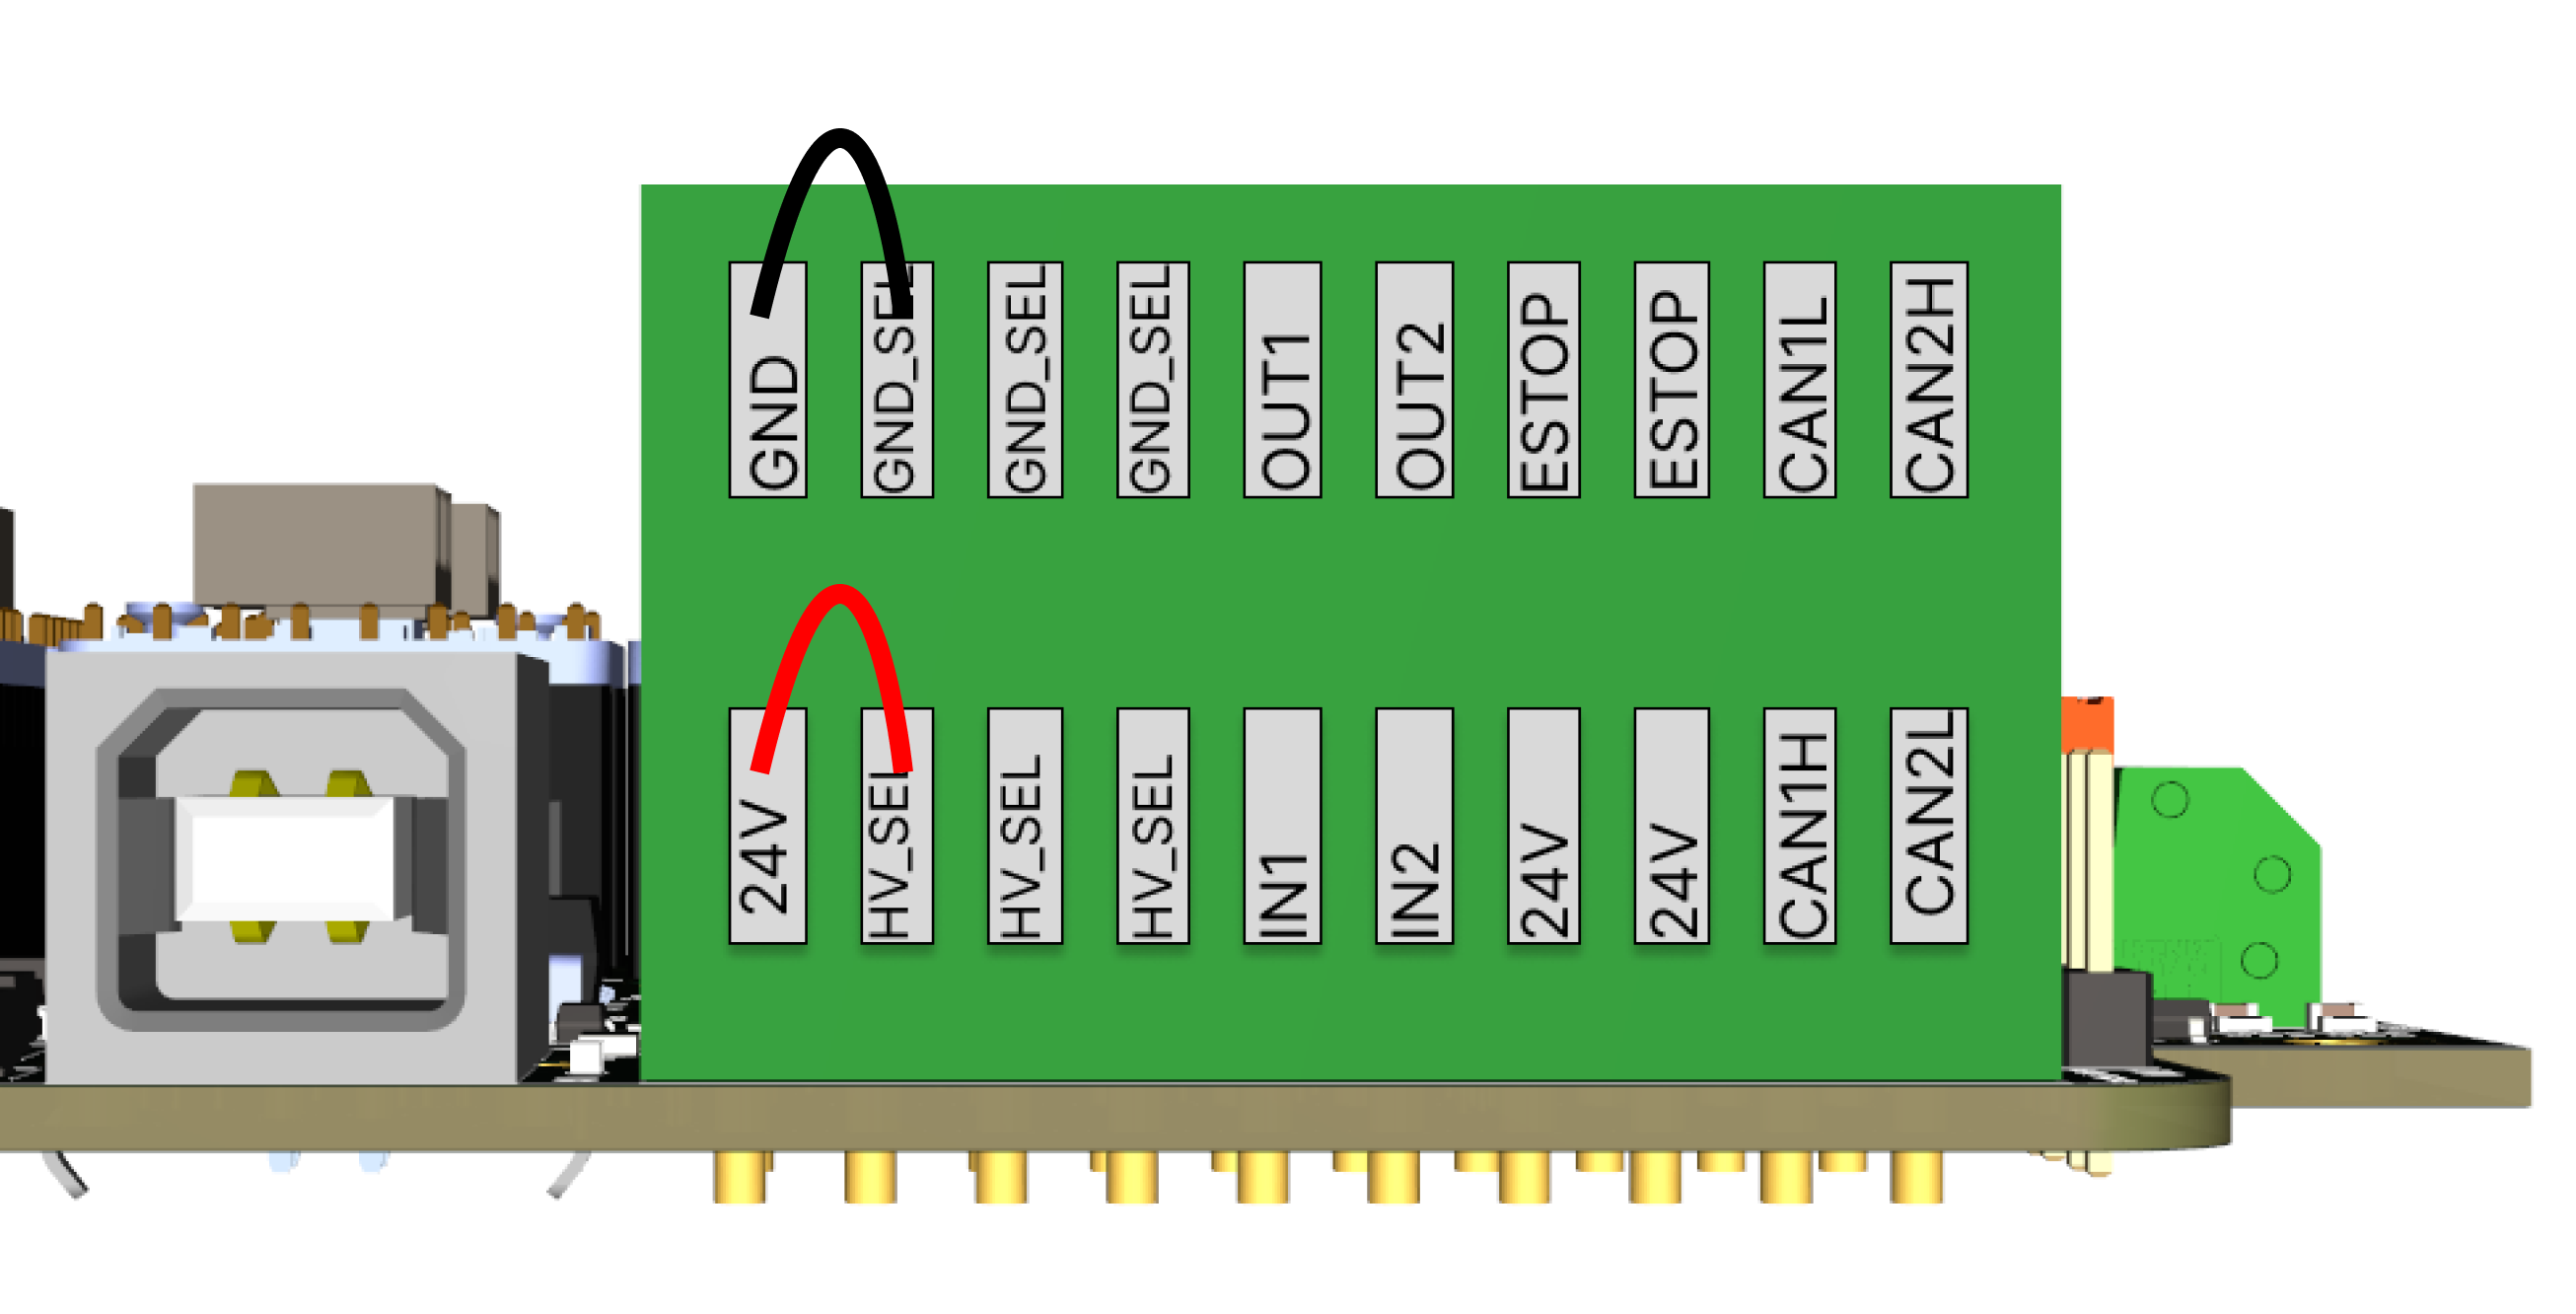 GND GND_SEL GND_SEL GND_SEL OUT1 OUT2 ESTOP ESTOP CAN1L CAN2H
24V HV_SEL HV_SEL HV_SEL IN1 IN2 24V 24V CAN1H CAN2L